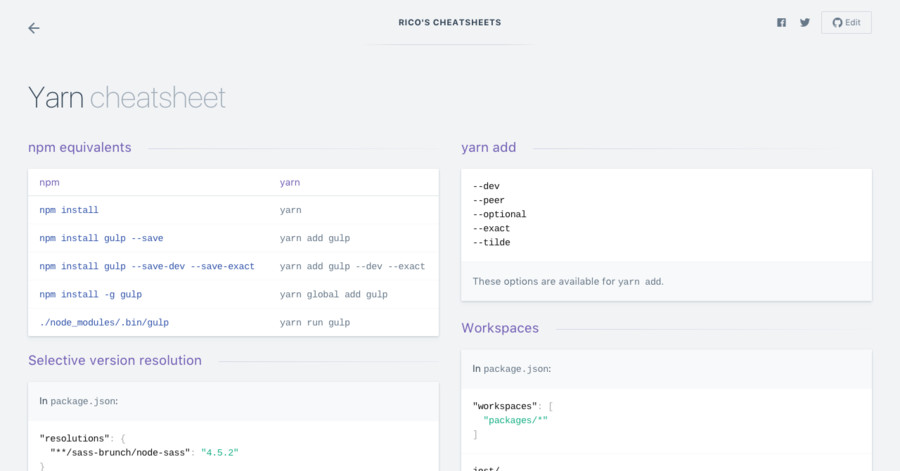 RICO'S CHEATSHEETS
Edit
Yarn cheatsheet
npm equivalents
npm yarn
npm install yarn
npm install gulp --save yarn add gulp
npm install gulp --save-dev --save-exact yarn add gulp --dev --exact
npm install -g gulp yarn global add gulp
./node_modules/.bin/gulp yarn run gulp
Selective version resolution
In package.json:
"resolutions": {
"**/sass-brunch/node-sass": "4.5.2"
}
yarn add
--dev
--peer
--optional
--exact
--tilde
These options are available for yarn add.
Workspaces
In package.json:
"workspaces": [
"packages/*"
]
jest/